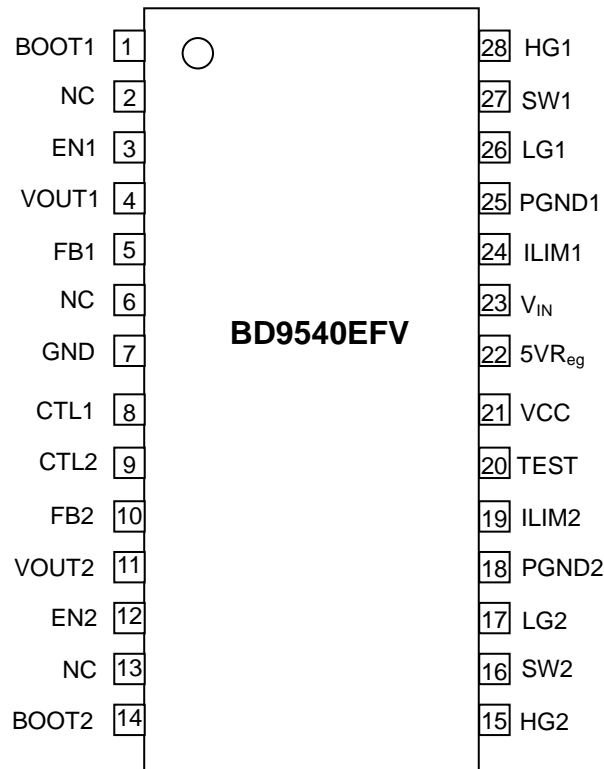 BOOT1 1 28 HG1
NC 2 27 SW1
EN1 3 26 LG1
VOUT1 4 25 PGND1
FB1 5 24 ILIM1
NC 6 23 VIN
BD9540EFV
GND 7 22 5VReg
CTL1 8 21 VCC
CTL2 9 20 TEST
FB2 10 19 ILIM2
VOUT2 11 18 PGND2
EN2 12 17 LG2
NC 13 16 SW2
BOOT2 14 15 HG2